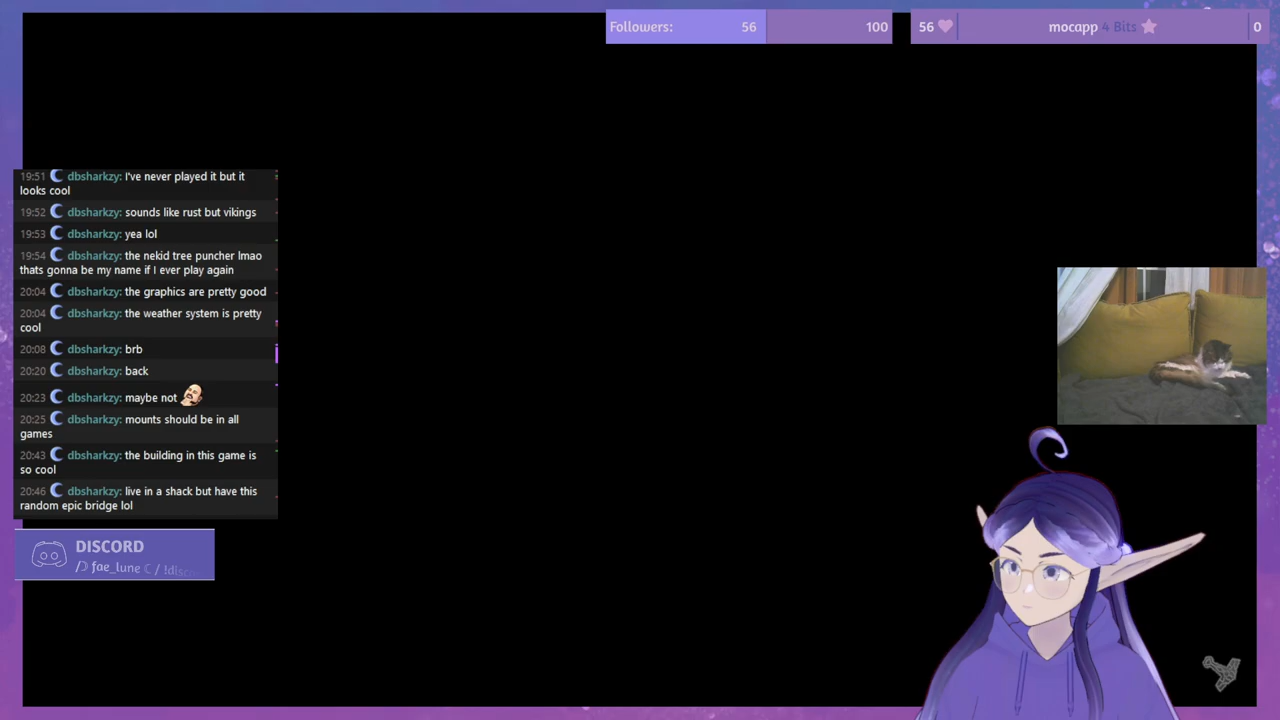 Followers: 56 100
56 mocapp 4 Bits 0
19:51 dbsharkzy: I've never played it but it
looks cool
19:52 dbsharkzy: sounds like rust but vikings
19:53 dbsharkzy: yea lol
19:54 dbsharkzy: the nekid tree puncher lmao
thats gonna be my name if I ever play again
20:04 dbsharkzy: the graphics are pretty good
20:04 dbsharkzy: the weather system is pretty
cool
20:08 dbsharkzy: brb
20:20 dbsharkzy: back
20:23 dbsharkzy: maybe not
20:25 dbsharkzy: mounts should be in all
games
20:43 dbsharkzy: the building in this game is
so cool
20:46 dbsharkzy: live in a shack but have this
random epic bridge lol
DISCORD
/☽ fae_lune ☾ / !disc